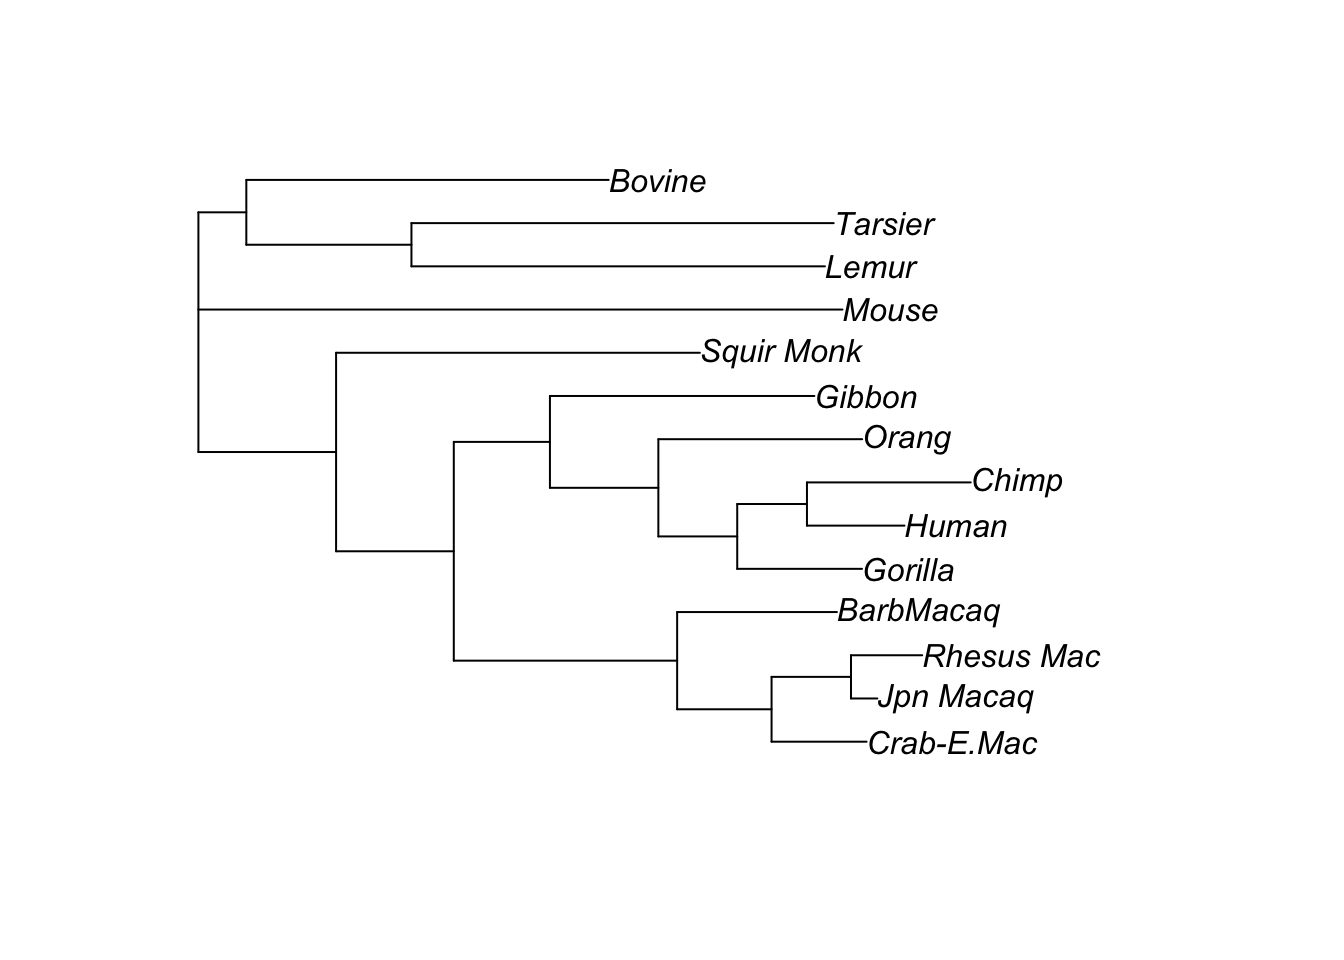 Bovine
Tarsier
Lemur
Mouse
Squir Monk
Gibbon
Orang
Chimp
Human
Gorilla
BarbMacaq
Rhesus Mac
Jpn Macaq
Crab-E.Mac